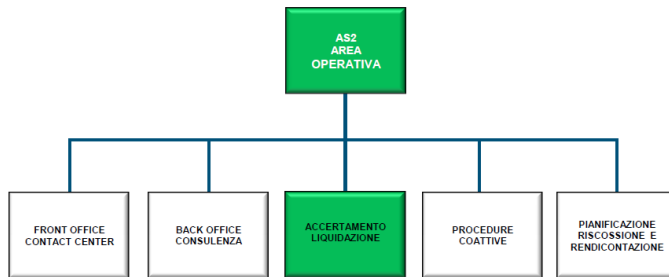 AS2
AREA
OPERATIVA
FRONT OFFICE
CONTACT CENTER
BACK OFFICE
CONSULENZA
ACCERTAMENTO
LIQUIDAZIONE
PROCEDURE
COATTIVE
PIANIFICAZIONE
RISCOSSIONE E
RENDICONTAZIONE